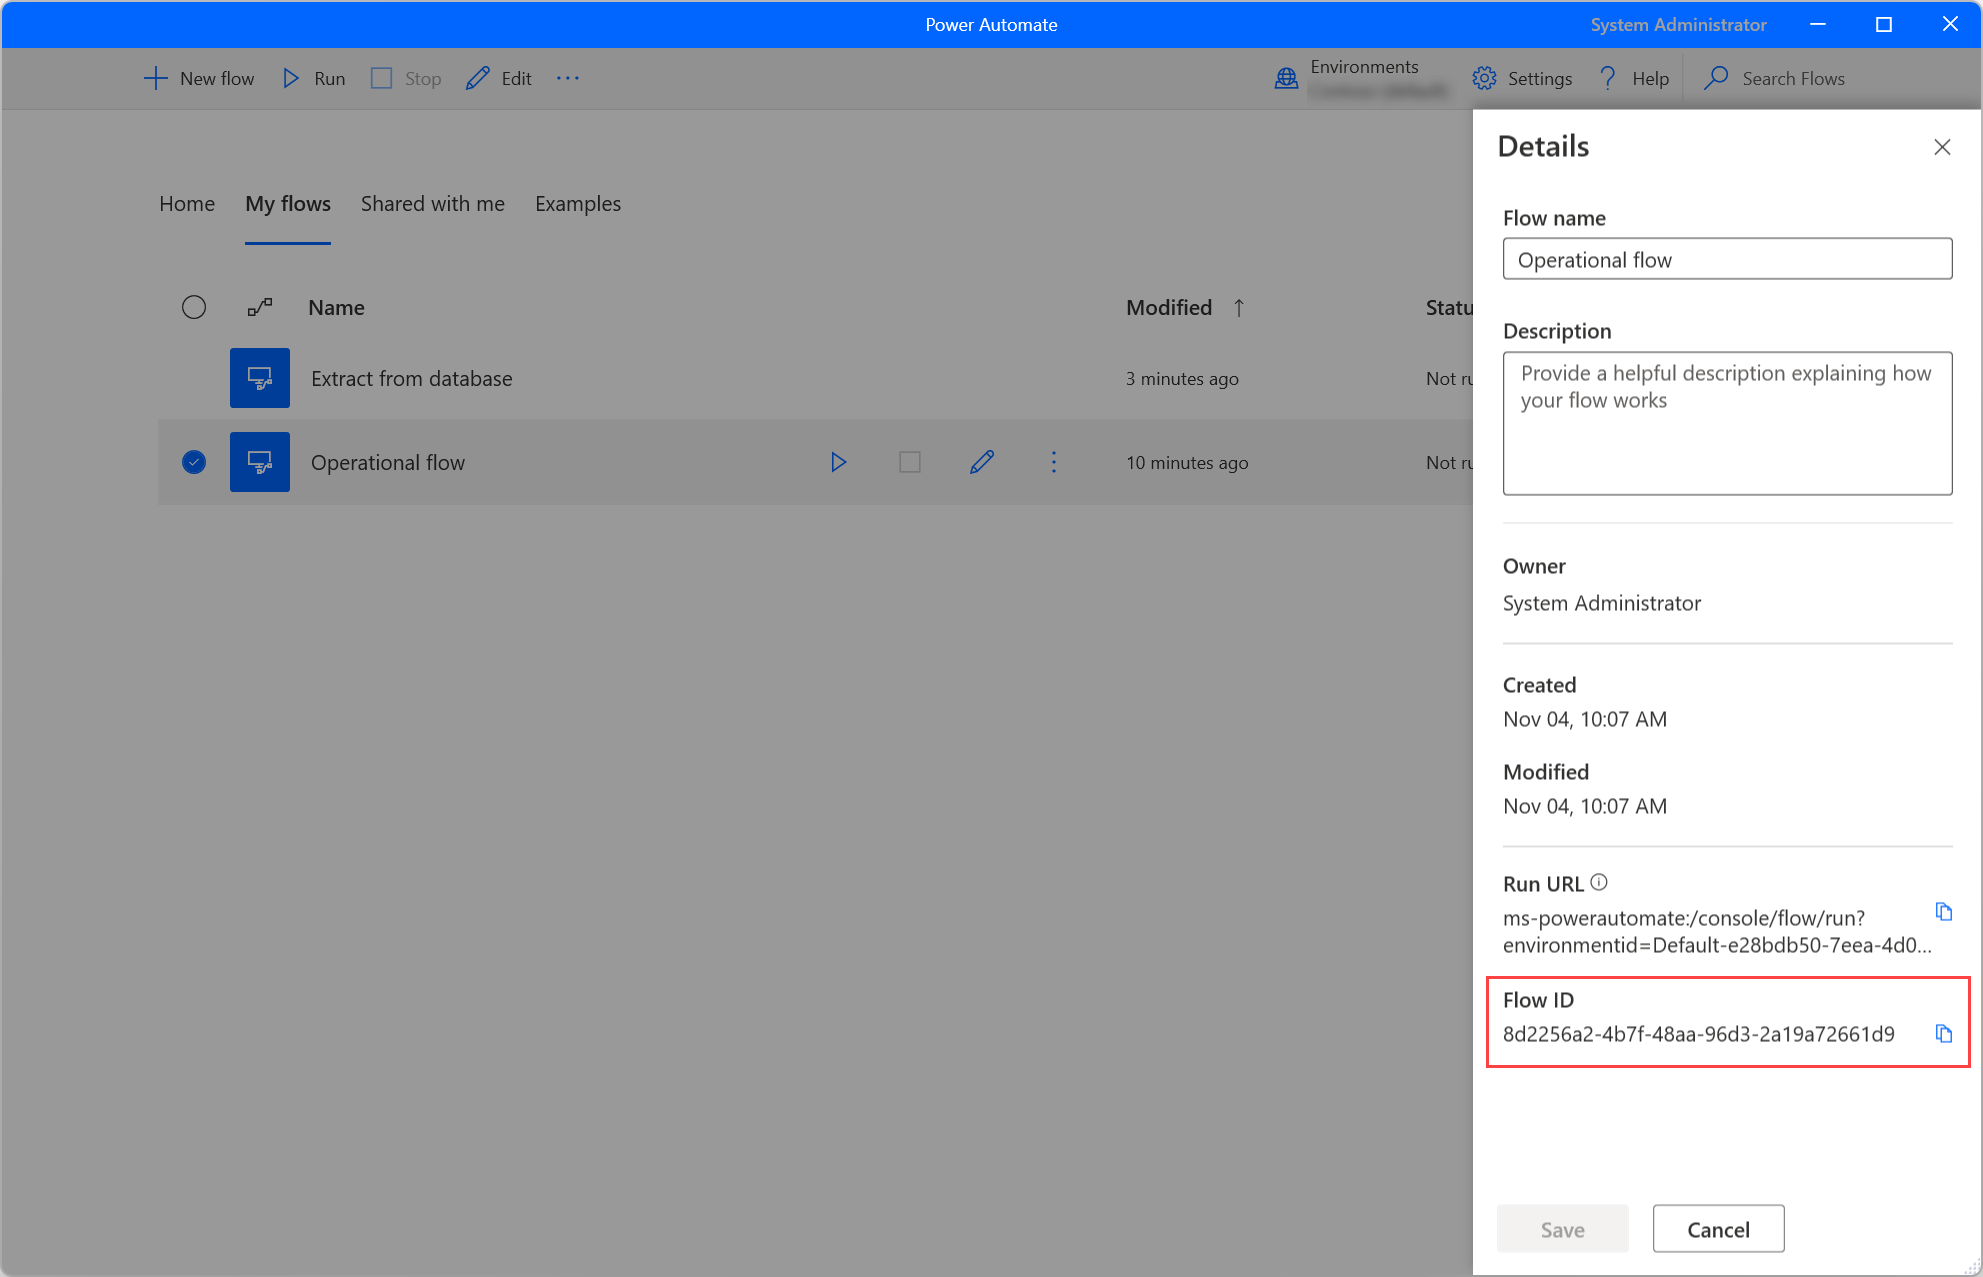 Power Automate
System Administrator
New flow Run Stop Edit
Environments
Settings Help Search Flows
Home My flows Shared with me Examples
Name Modified Statu
Extract from database 3 minutes ago Not ru
Operational flow 10 minutes ago Not ru
Details
Flow name
Operational flow
Description
Provide a helpful description explaining how
your flow works
Owner
System Administrator
Created
Nov 04, 10:07 AM
Modified
Nov 04, 10:07 AM
Run URL
ms-powerautomate:/console/flow/run?
environmentid=Default-e28bdb50-7eea-4d0...
Flow ID
8d2256a2-4b7f-48aa-96d3-2a19a72661d9
Save Cancel